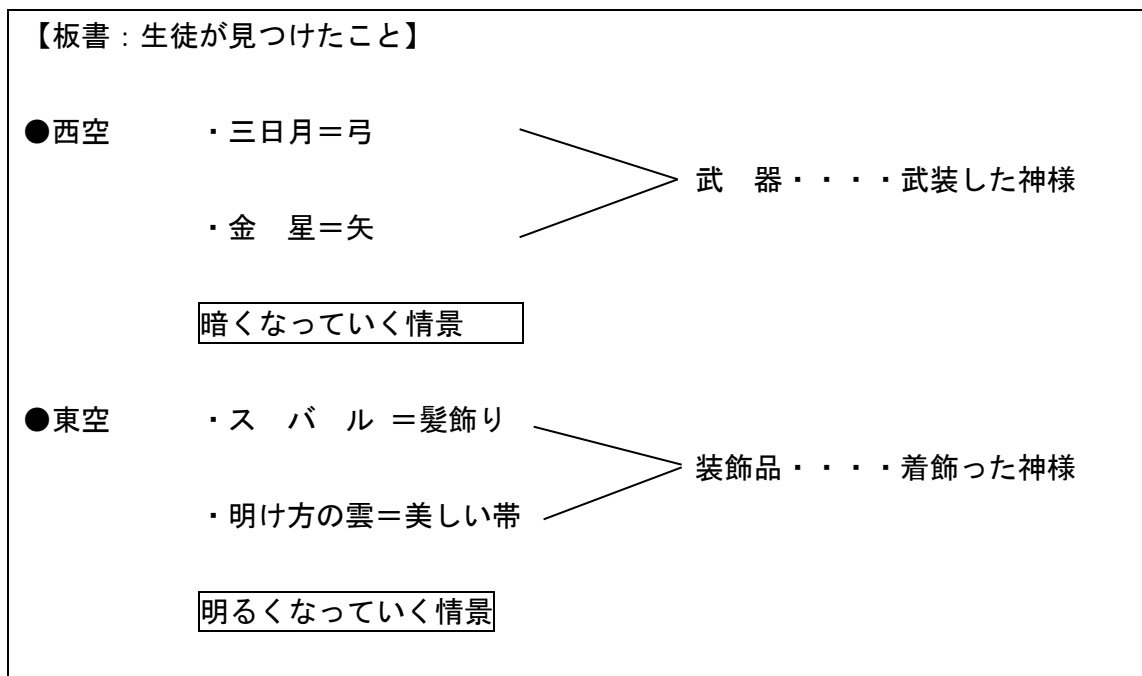 【板書：生徒が見つけたこと】
●西空　　　・三日月＝弓
武　器・・・・武装した神様
・金　星＝矢
暗くなっていく情景
●東空　　　・ス　バ　ル ＝髪飾り
装飾品・・・・着飾った神様
・明け方の雲＝美しい帯
明るくなっていく情景